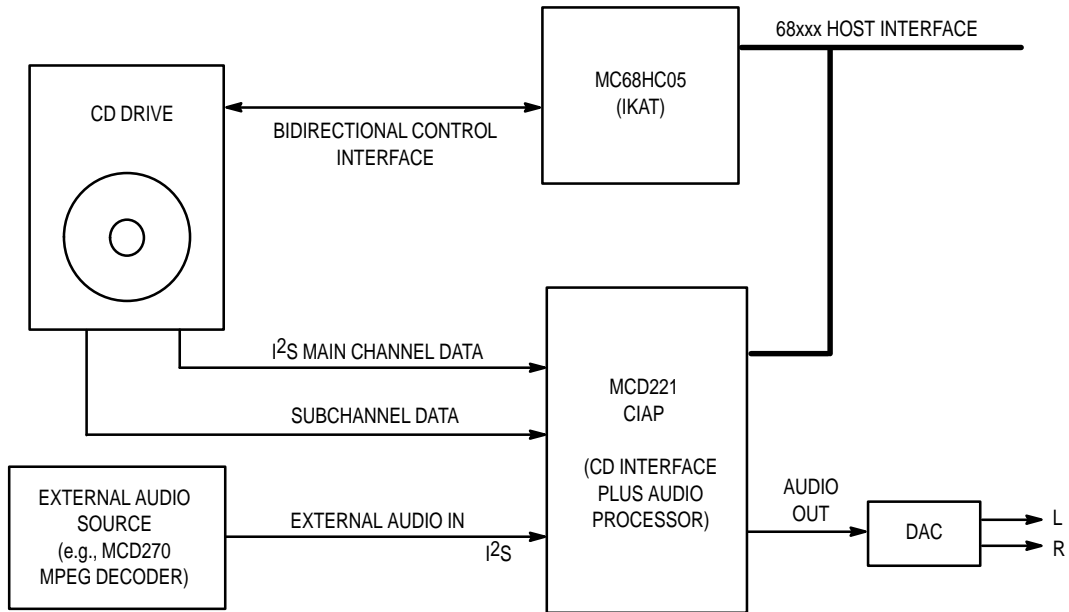 68xxx HOST INTERFACE
MC68HC05
(IKAT)
CD DRIVE
BIDIRECTIONAL CONTROL
INTERFACE
I2S MAIN CHANNEL DATA
SUBCHANNEL DATA
MCD221
CIAP
(CD INTERFACE
PLUS AUDIO
PROCESSOR)
EXTERNAL AUDIO
SOURCE
(e.g., MCD270
MPEG DECODER)
EXTERNAL AUDIO IN
I2S
AUDIO
OUT
DAC
L
R